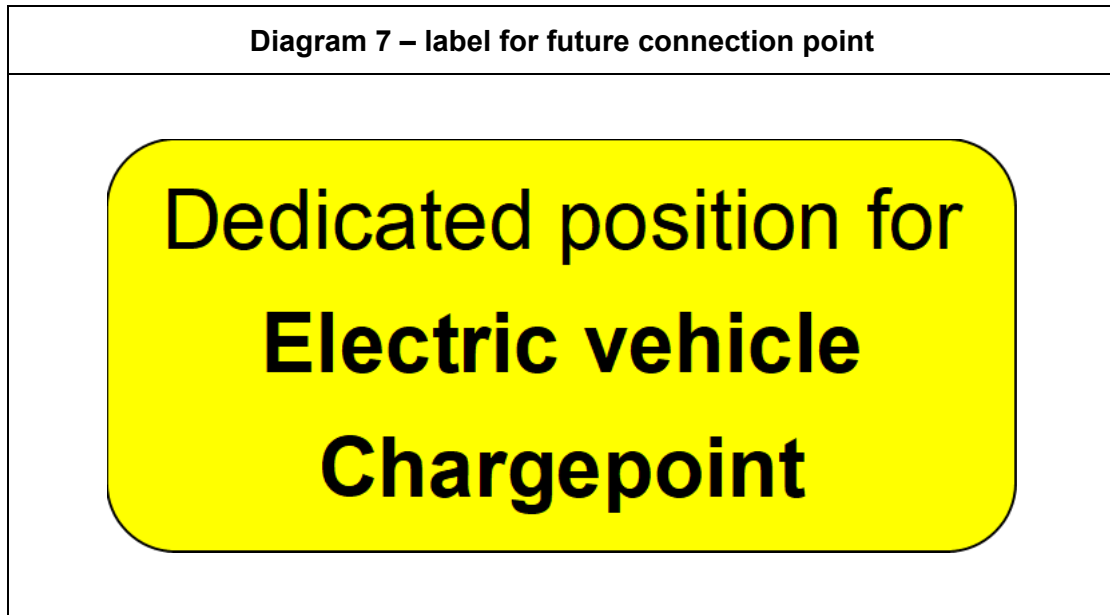 Diagram 7 – label for future connection point
Dedicated position for
Electric vehicle
Chargepoint